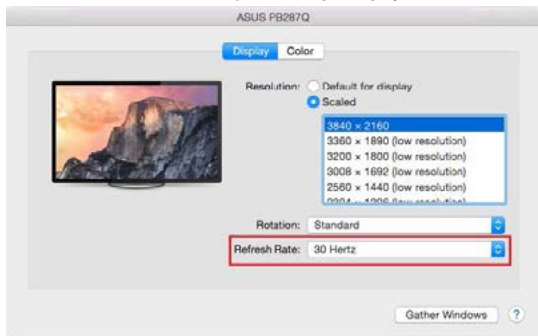 ASUS PB287Q
Display Color
Resolution: Default for display
Scaled
3840 × 2160
3360 × 1890 (low resolution)
3200 × 1800 (low resolution)
3008 × 1692 (low resolution)
2560 × 1440 (low resolution)
Rotation: Standard
Refresh Rate: 30 Hertz
Gather Windows ?